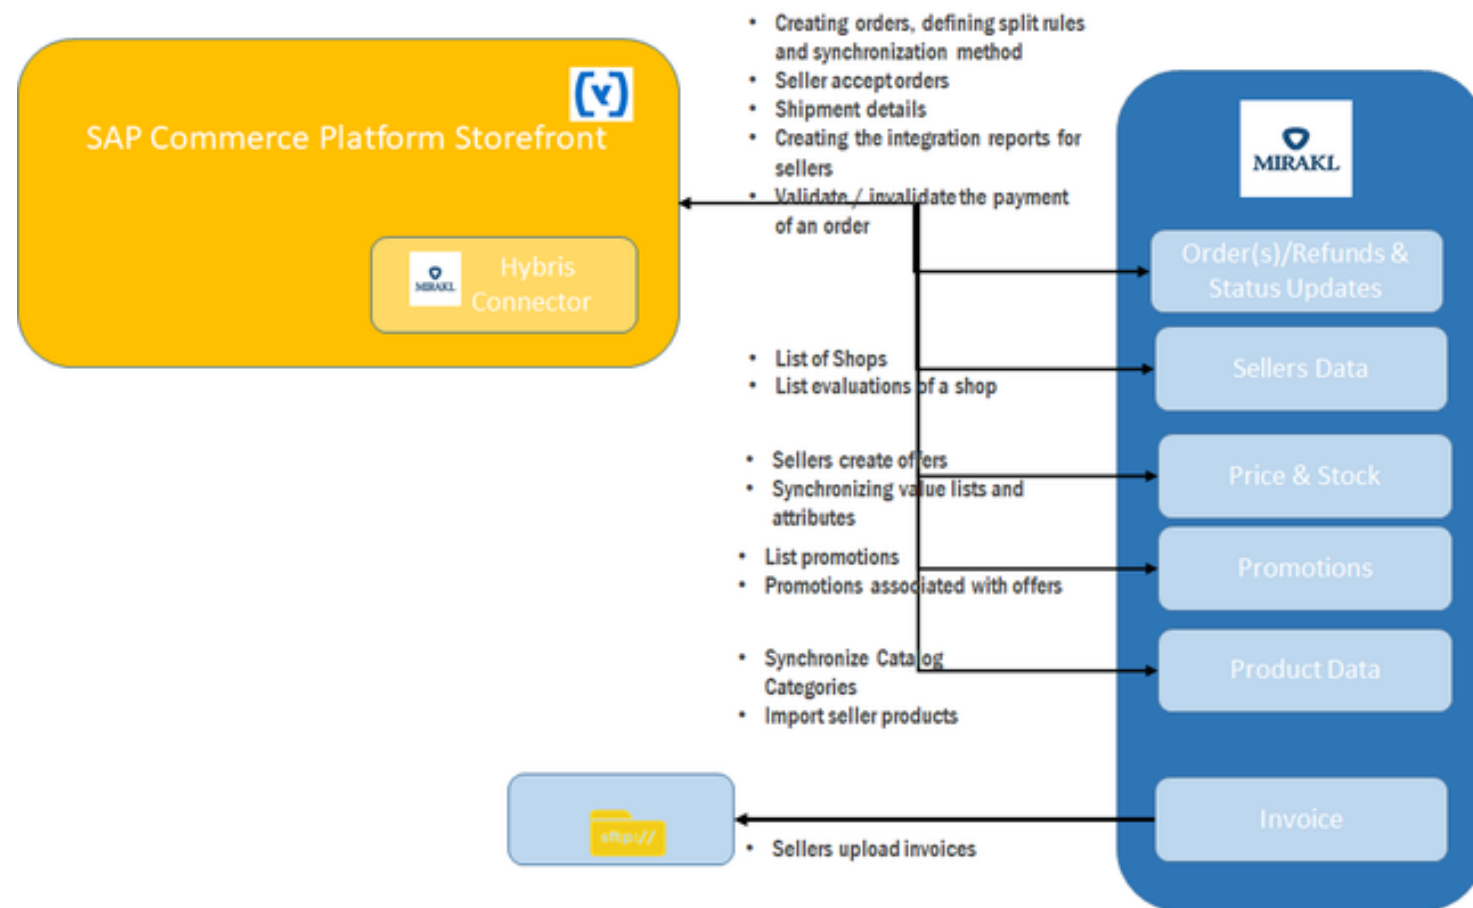 • Creating orders, defining split rules
and synchronization method
• Seller accept orders
• Shipment details
• Creating the integration reports for
sellers
• Validate / invalidate the payment
of an order
SAP Commerce Platform Storefront
MIRAKL
Hybris
Connector
MIRAKL
Order(s)/Refunds &
Status Updates
• List of Shops
• List evaluations of a shop
Sellers Data
• Sellers create offers
• Synchronizing value lists and
attributes
Price & Stock
• List promotions
• Promotions associated with offers
Promotions
• Synchronize Catalog
Categories
• Import seller products
Product Data
sftp://
• Sellers upload invoices
Invoice